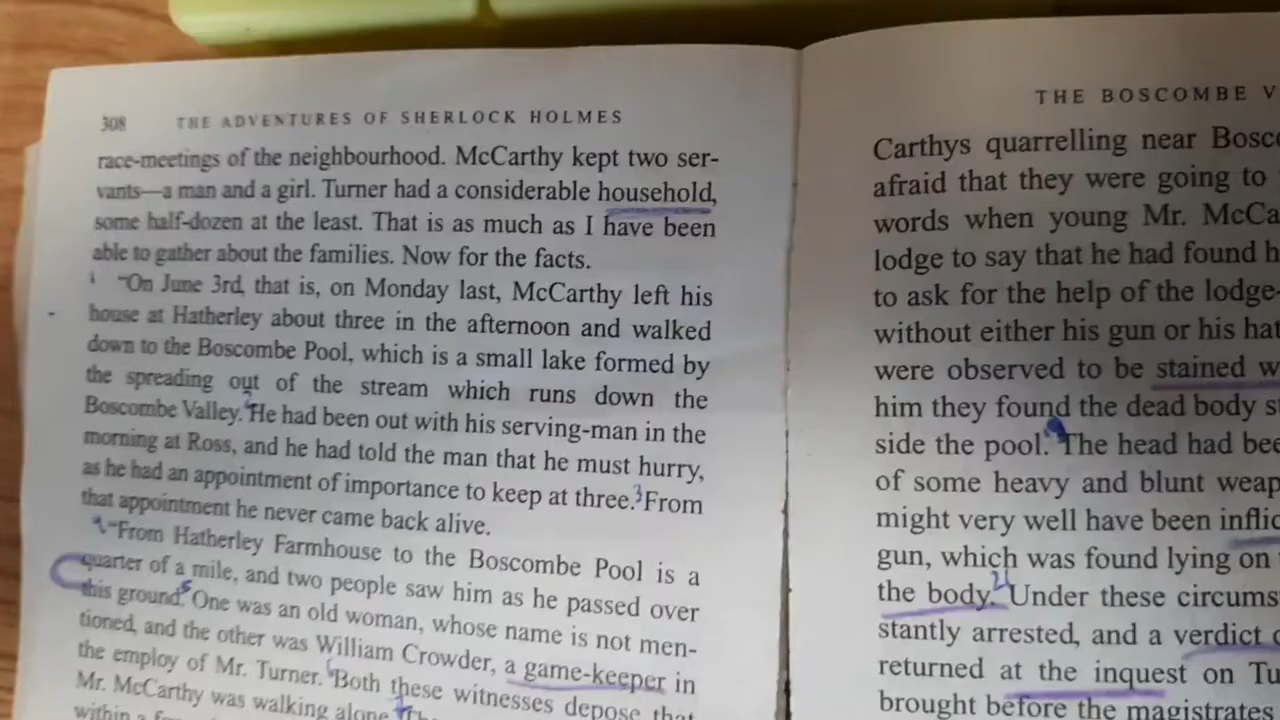 308 THE ADVENTURES OF SHERLOCK HOLMES
race-meetings of the neighbourhood. McCarthy kept two ser-
vants—a man and a girl. Turner had a considerable household,
some half-dozen at the least. That is as much as I have been
able to gather about the families. Now for the facts.
“On June 3rd, that is, on Monday last, McCarthy left his
house at Hatherley about three in the afternoon and walked
down to the Boscombe Pool, which is a small lake formed by
the spreading out of the stream which runs down the
Boscombe Valley. He had been out with his serving-man in the
morning at Ross, and he had told the man that he must hurry,
as he had an appointment of importance to keep at three.3 From
that appointment he never came back alive.
“From Hatherley Farmhouse to the Boscombe Pool is a
quarter of a mile, and two people saw him as he passed over
this ground.5 One was an old woman, whose name is not men-
tioned, and the other was William Crowder, a game-keeper in
the employ of Mr. Turner. Both these witnesses depose that
Mr. McCarthy was walking alone.
within a
THE BOSCOMBE V
Carthys quarrelling near Bosc
afraid that they were going to
words when young Mr. McCa
lodge to say that he had found h
to ask for the help of the lodge-
without either his gun or his hat
were observed to be stained w
him they found the dead body s
side the pool. The head had bee
of some heavy and blunt weap
might very well have been inflic
gun, which was found lying on
the body. Under these circums
stantly arrested, and a verdict
returned at the inquest on Tu
brought before the magistrates